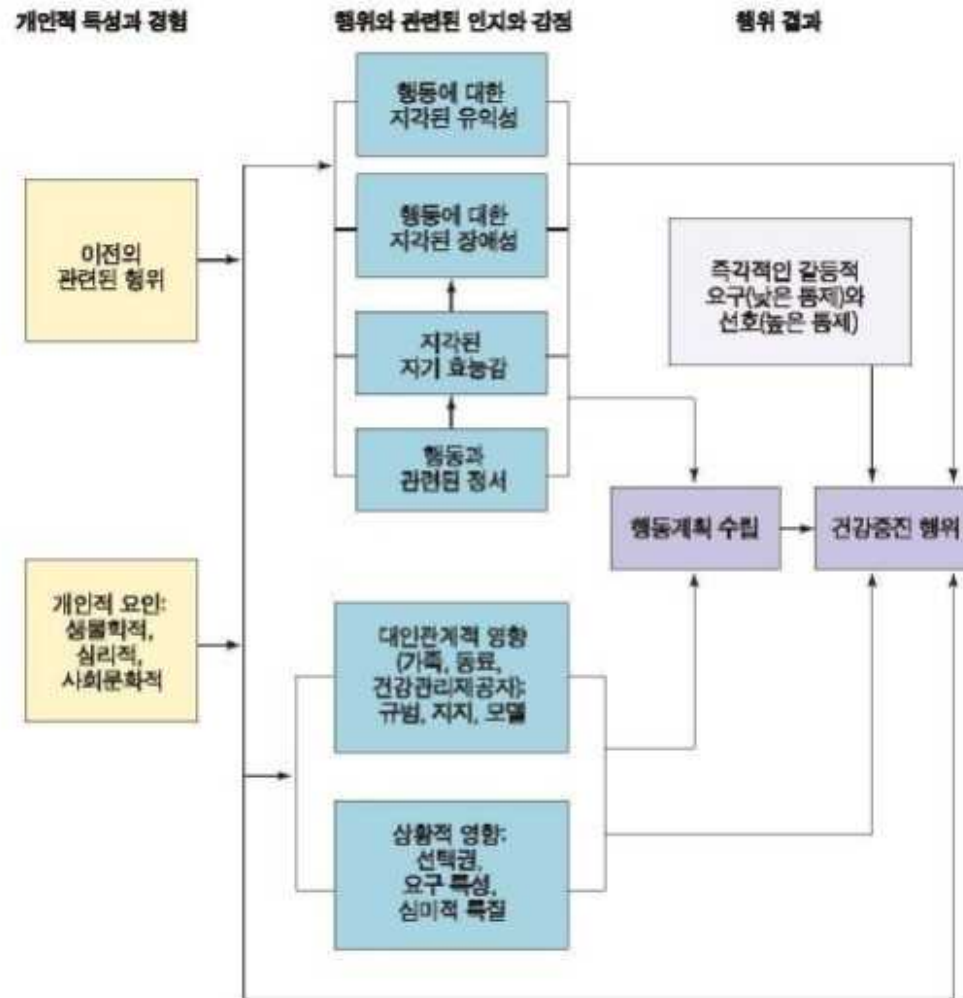 개인적 특성과 경험
행위와 관련된 인지와 감정
행위 결과
이전의
관련된 행위
개인적 요인:
생물학적,
심리적,
사회문화적
행동에 대한
지각된 유익성
행동에 대한
지각된 장애성
지각된
자기 효능감
행동과
관련된 정서
대인관계적 영향
(가족, 동료,
건강관리제공자):
규범, 지지, 모델
상황적 영향:
선택권,
요구 특성,
심미적 특질
즉각적인 갈등적
요구(낮은 통제)와
선호(높은 통제)
행동계획 수립
건강증진 행위